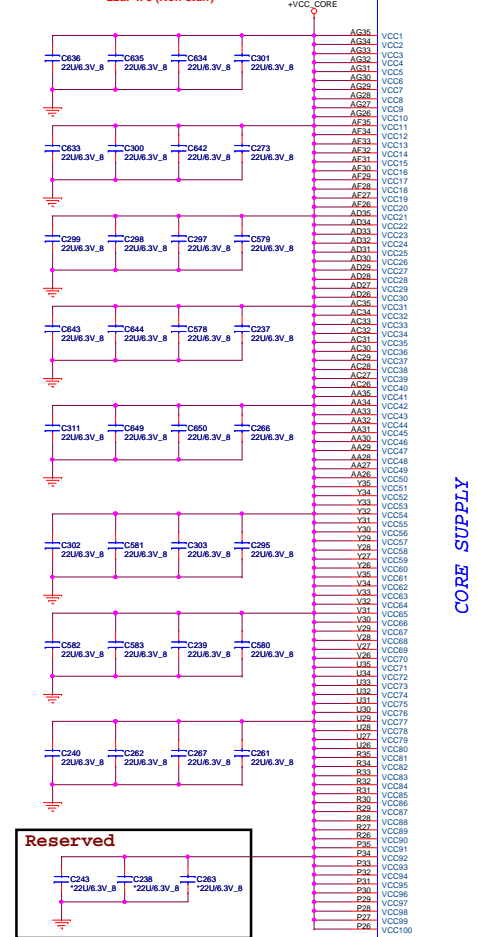 +VCC_CORE
C636 C635 C634 C301
22U/6.3V_8 22U/6.3V_8 22U/6.3V_8 22U/6.3V_8
C633 C300 C642 C273
22U/6.3V_8 22U/6.3V_8 22U/6.3V_8 22U/6.3V_8
C299 C298 C297 C579
22U/6.3V_8 22U/6.3V_8 22U/6.3V_8 22U/6.3V_8
C643 C644 C578 C237
22U/6.3V_8 22U/6.3V_8 22U/6.3V_8 22U/6.3V_8
C311 C649 C650 C266
22U/6.3V_8 22U/6.3V_8 22U/6.3V_8 22U/6.3V_8
C302 C581 C303 C295
22U/6.3V_8 22U/6.3V_8 22U/6.3V_8 22U/6.3V_8
C582 C583 C239 C580
22U/6.3V_8 22U/6.3V_8 22U/6.3V_8 22U/6.3V_8
C240 C262 C267 C261
22U/6.3V_8 22U/6.3V_8 22U/6.3V_8 22U/6.3V_8
Reserved
C243 C238 C263
*22U/6.3V_8 *22U/6.3V_8 *22U/6.3V_8
AG35 VCC1
AG34 VCC2
AG33 VCC3
AG32 VCC4
AG31 VCC5
AG30 VCC6
AG29 VCC7
AG28 VCC8
AG27 VCC9
AG26 VCC10
AF35 VCC11
AF34 VCC12
AF33 VCC13
AF32 VCC14
AF31 VCC15
AF30 VCC16
AF29 VCC17
AF28 VCC18
AF27 VCC19
AF26 VCC20
AD35 VCC21
AD34 VCC22
AD33 VCC23
AD32 VCC24
AD31 VCC25
AD30 VCC26
AD29 VCC27
AD28 VCC28
AD27 VCC29
AD26 VCC30
AC35 VCC31
AC34 VCC32
AC33 VCC33
AC32 VCC34
AC31 VCC35
AC30 VCC36
AC29 VCC37
AC28 VCC38
AC27 VCC39
AC26 VCC40
AA35 VCC41
AA34 VCC42
AA33 VCC43
AA32 VCC44
AA31 VCC45
AA30 VCC46
AA29 VCC47
AA28 VCC48
AA27 VCC49
AA26 VCC50
Y35 VCC51
Y34 VCC52
Y33 VCC53
Y32 VCC54
Y31 VCC55
Y30 VCC56
Y29 VCC57
Y28 VCC58
Y27 VCC59
Y26 VCC60
V35 VCC61
V34 VCC62
V33 VCC63
V32 VCC64
V31 VCC65
V30 VCC66
V29 VCC67
V28 VCC68
V27 VCC69
V26 VCC70
U35 VCC71
U34 VCC72
U33 VCC73
U32 VCC74
U31 VCC75
U30 VCC76
U29 VCC77
U28 VCC78
U27 VCC79
U26 VCC80
R35 VCC81
R34 VCC82
R33 VCC83
R32 VCC84
R31 VCC85
R30 VCC86
R29 VCC87
R28 VCC88
R27 VCC89
R26 VCC90
P35 VCC91
P34 VCC92
P33 VCC93
P32 VCC94
P31 VCC95
P30 VCC96
P29 VCC97
P28 VCC98
P27 VCC99
P26 VCC100
CORE SUPPLY